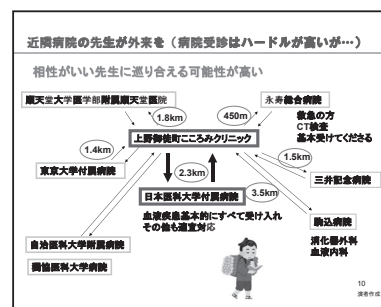 近隣病院の先生が外来を（病院受診はハードルが高いが…）
相性がいい先生に巡り合える可能性が高い
順天堂大学医学部附属順天堂医院
1.8km
450m
永寿総合病院
救急の方
CT検査
基本受けてくださる
上野御徒町こころみクリニック
1.4km
東京大学付属病院
2.3km
1.5km
三井記念病院
日本医科大学付属病院
3.5km
血液疾患基本的にすべて受け入れ
その他も適宜対応
駒込病院
消化器外科
血液内科
自治医科大学附属病院
獨協医科大学病院
10
演者作成